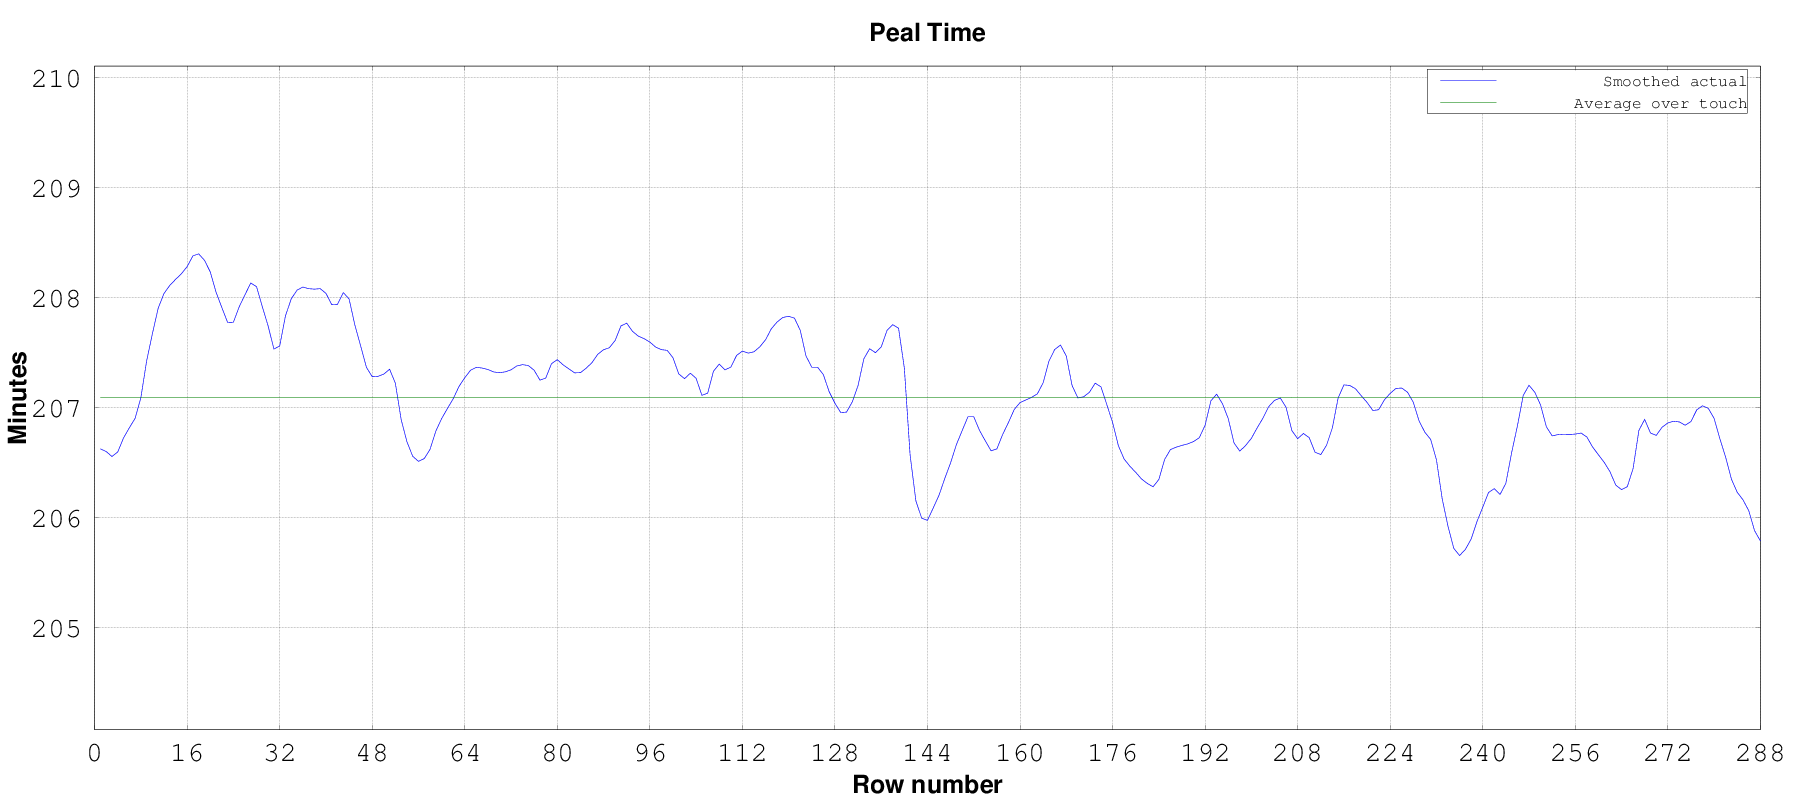 Peal Time
210
209
208
207
206
205
Minutes
Smoothed actual
Average over touch
0 16 32 48 64 80 96 112 128 144 160 176 192 208 224 240 256 272 288
Row number